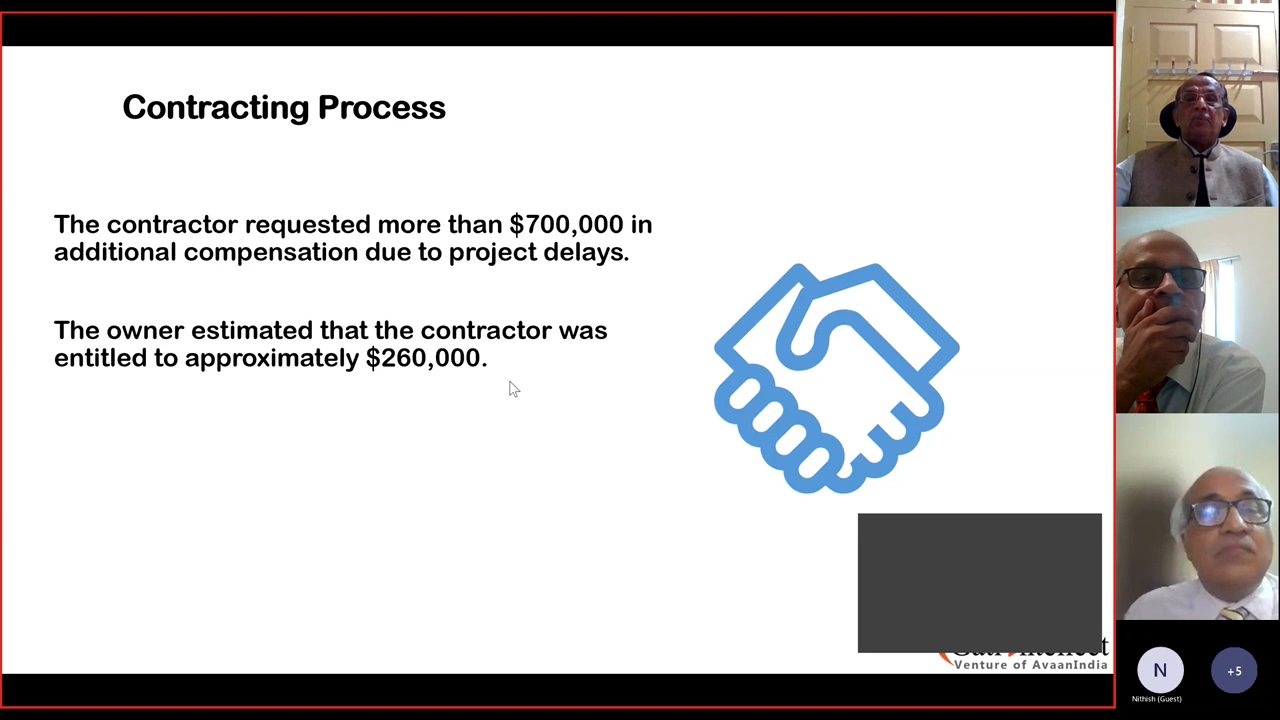 Contracting Process
The contractor requested more than $700,000 in
additional compensation due to project delays.
The owner estimated that the contractor was
entitled to approximately $260,000.
Venture of AvaanIndia
N
+5
Nithish (Guest)